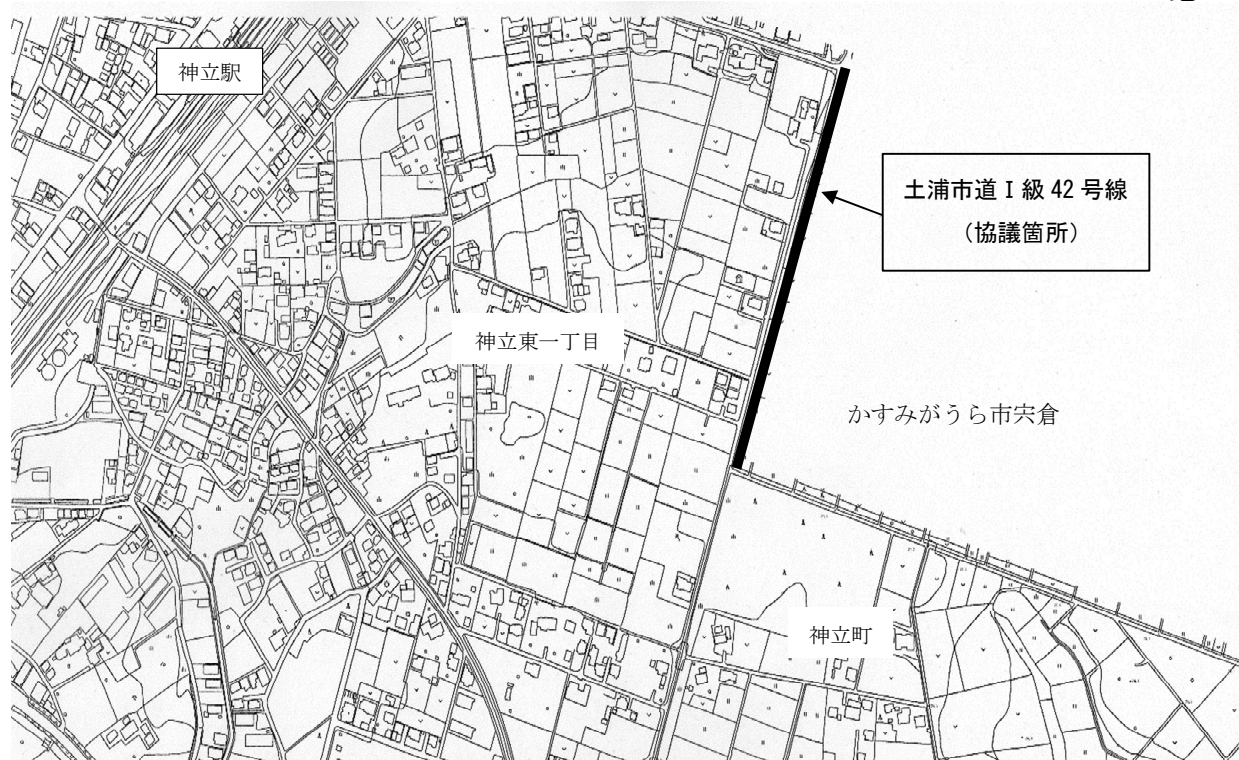 神立駅
土浦市道Ⅰ級42号線
（協議箇所）
神立東一丁目
かすみがうら市宍倉
神立町